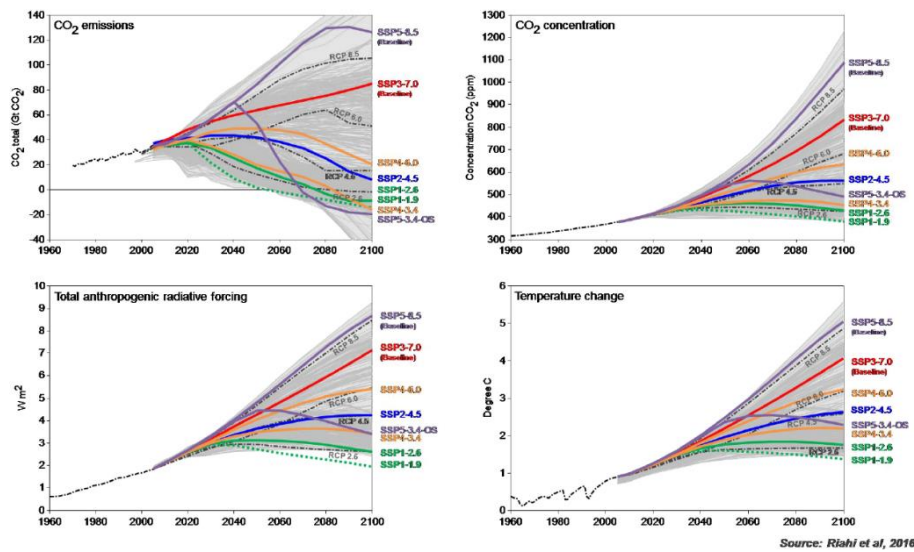 CO2 emissions
CO2 total (Gt CO2)
140
120
100
80
60
40
20
0
-20
-40
1960
1980
2000
2020
2040
2060
2080
2100
RCP 8.5
RCP 6.0
RCP 4.5
RCP 2.6
SSP5-8.5
(Baseline)
SSP3-7.0
(Baseline)
SSP4-6.0
SSP2-4.5
SSP1-2.6
SSP1-1.9
SSP4-3.4
SSP5-3.4-OS
CO2 concentration
Concentration CO2 (ppm)
1300
1200
1100
1000
900
800
700
600
500
400
300
1960
1980
2000
2020
2040
2060
2080
2100
RCP 8.5
RCP 6.0
RCP 4.5
RCP 2.6
SSP5-8.5
(Baseline)
SSP3-7.0
(Baseline)
SSP4-6.0
SSP2-4.5
SSP5-3.4-OS
SSP4-3.4
SSP1-2.6
SSP1-1.9
Total anthropogenic radiative forcing
W m2
10
9
8
7
6
5
4
3
2
1
0
1960
1980
2000
2020
2040
2060
2080
2100
RCP 8.5
RCP 6.0
RCP 4.5
RCP 2.6
SSP5-8.5
(Baseline)
SSP3-7.0
(Baseline)
SSP4-6.0
SSP2-4.5
SSP5-3.4-OS
SSP4-3.4
SSP1-2.6
SSP1-1.9
Temperature change
Degree C
6
5
4
3
2
1
0
1960
1980
2000
2020
2040
2060
2080
2100
RCP 8.5
RCP 6.0
RCP 4.5
RCP 2.6
SSP5-8.5
(Baseline)
SSP3-7.0
(Baseline)
SSP4-6.0
SSP2-4.5
SSP5-3.4-OS
SSP4-3.4
SSP1-2.6
SSP1-1.9
Source: Riahi et al, 2016